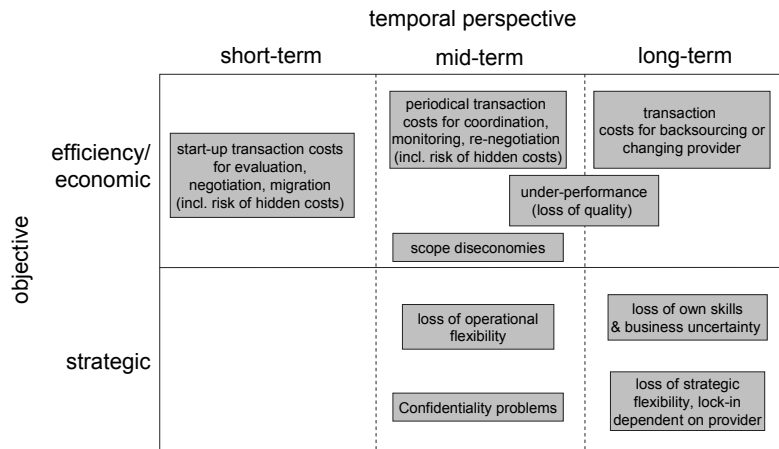 temporal perspective
short-term
mid-term
long-term
objective
efficiency/
economic
start-up transaction costs
for evaluation,
negotiation, migration
(incl. risk of hidden costs)
periodical transaction
costs for coordination,
monitoring, re-negotiation
(incl. risk of hidden costs)
transaction
costs for backsourcing or
changing provider
under-performance
(loss of quality)
scope diseconomies
strategic
loss of operational
flexibility
loss of own skills
& business uncertainty
Confidentiality problems
loss of strategic
flexibility, lock-in
dependent on provider